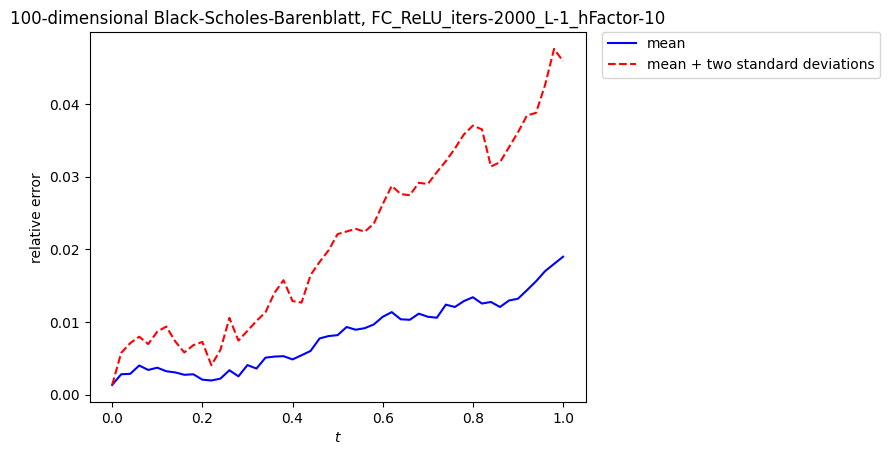 100-dimensional Black-Scholes-Barenblatt, FC_ReLU_iters-2000_L-1_hFactor-10
mean
mean + two standard deviations
0.04
0.03
0.02
0.01
0.00
relative error
0.0 0.2 0.4 0.6 0.8 1.0
t